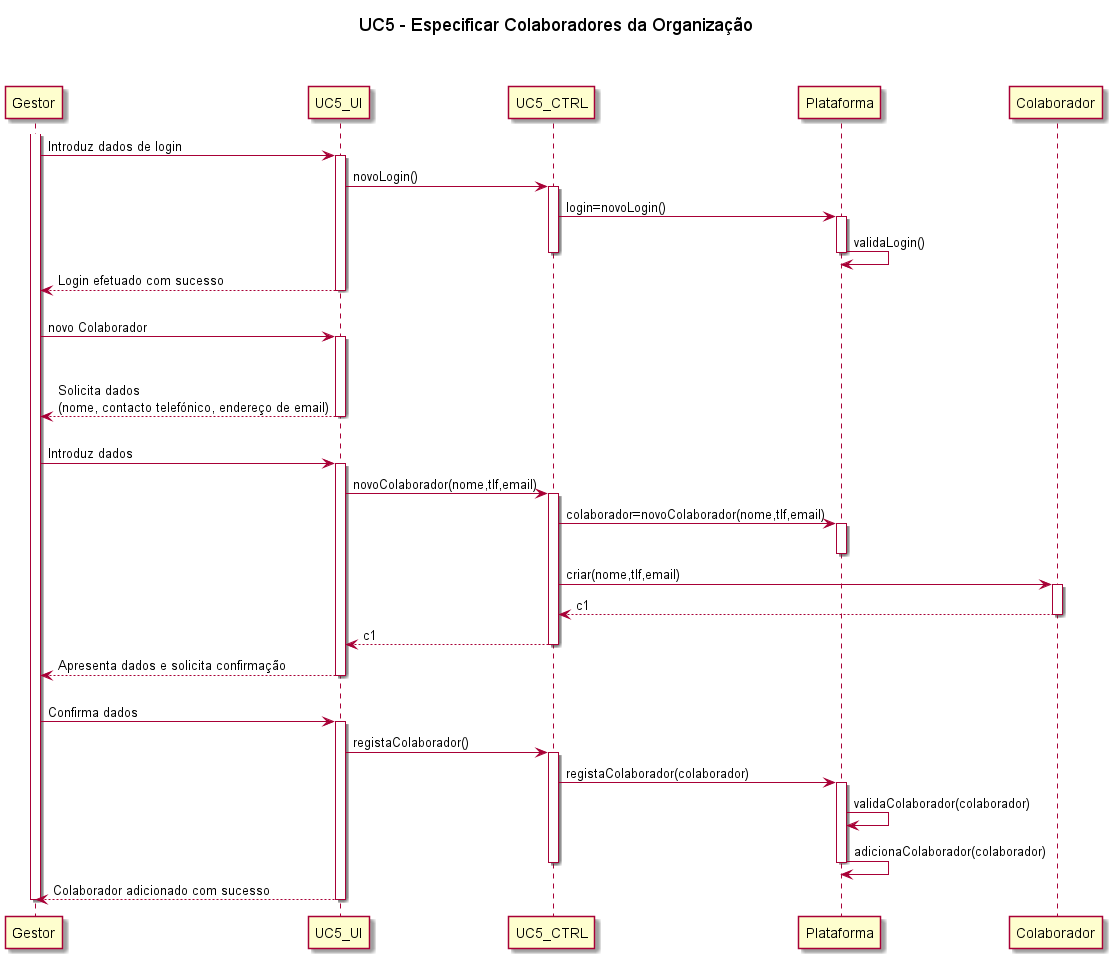 UC5 - Especificar Colaboradores da Organização
Gestor
UC5_UI
UC5_CTRL
Plataforma
Colaborador
Introduz dados de login
novoLogin()
login=novoLogin()
validaLogin()
Login efetuado com sucesso
novo Colaborador
Solicita dados
(nome, contacto telefónico, endereço de email)
Introduz dados
novoColaborador(nome,tlf,email)
colaborador=novoColaborador(nome,tlf,email)
criar(nome,tlf,email)
c1
c1
Apresenta dados e solicita confirmação
Confirma dados
registaColaborador()
registaColaborador(colaborador)
validaColaborador(colaborador)
adicionaColaborador(colaborador)
Colaborador adicionado com sucesso
Gestor
UC5_UI
UC5_CTRL
Plataforma
Colaborador